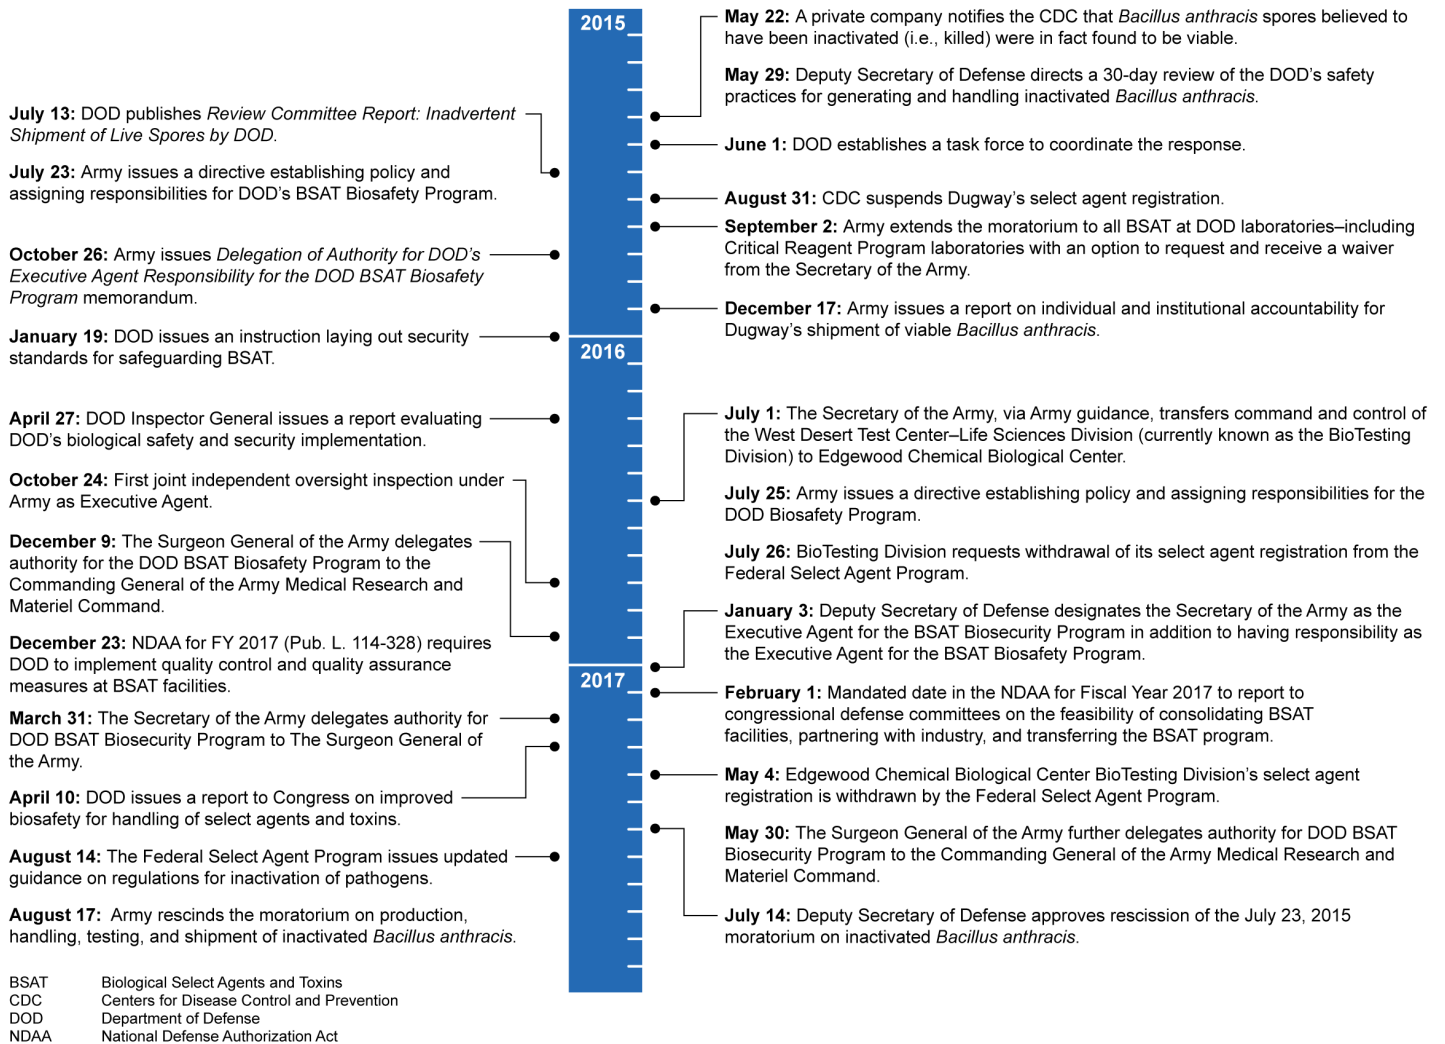 2015
May 22: A private company notifies the CDC that Bacillus anthracis spores believed to
have been inactivated (i.e., killed) were in fact found to be viable.
May 29: Deputy Secretary of Defense directs a 30-day review of the DOD's safety
practices for generating and handling inactivated Bacillus anthracis.
June 1: DOD establishes a task force to coordinate the response.
July 13: DOD publishes Review Committee Report: Inadvertent
Shipment of Live Spores by DOD.
July 23: Army issues a directive establishing policy and
assigning responsibilities for DOD's BSAT Biosafety Program.
August 31: CDC suspends Dugway's select agent registration.
September 2: Army extends the moratorium to all BSAT at DOD laboratories–including
Critical Reagent Program laboratories with an option to request and receive a waiver
from the Secretary of the Army.
October 26: Army issues Delegation of Authority for DOD's
Executive Agent Responsibility for the DOD BSAT Biosafety
Program memorandum.
December 17: Army issues a report on individual and institutional accountability for
Dugway's shipment of viable Bacillus anthracis.
2016
January 19: DOD issues an instruction laying out security
standards for safeguarding BSAT.
April 27: DOD Inspector General issues a report evaluating
DOD's biological safety and security implementation.
July 1: The Secretary of the Army, via Army guidance, transfers command and control of
the West Desert Test Center–Life Sciences Division (currently known as the BioTesting
Division) to Edgewood Chemical Biological Center.
July 25: Army issues a directive establishing policy and assigning responsibilities for the
DOD Biosafety Program.
July 26: BioTesting Division requests withdrawal of its select agent registration from the
Federal Select Agent Program.
October 24: First joint independent oversight inspection under
Army as Executive Agent.
December 9: The Surgeon General of the Army delegates
authority for the DOD BSAT Biosafety Program to the
Commanding General of the Army Medical Research and
Materiel Command.
December 23: NDAA for FY 2017 (Pub. L. 114-328) requires
DOD to implement quality control and quality assurance
measures at BSAT facilities.
2017
January 3: Deputy Secretary of Defense designates the Secretary of the Army as the
Executive Agent for the BSAT Biosecurity Program in addition to having responsibility as
the Executive Agent for the BSAT Biosafety Program.
February 1: Mandated date in the NDAA for Fiscal Year 2017 to report to
congressional defense committees on the feasibility of consolidating BSAT
facilities, partnering with industry, and transferring the BSAT program.
March 31: The Secretary of the Army delegates authority for
DOD BSAT Biosecurity Program to The Surgeon General of
the Army.
April 10: DOD issues a report to Congress on improved
biosafety for handling of select agents and toxins.
May 4: Edgewood Chemical Biological Center BioTesting Division's select agent
registration is withdrawn by the Federal Select Agent Program.
May 30: The Surgeon General of the Army further delegates authority for DOD BSAT
Biosecurity Program to the Commanding General of the Army Medical Research and
Materiel Command.
July 14: Deputy Secretary of Defense approves rescission of the July 23, 2015
moratorium on inactivated Bacillus anthracis.
August 14: The Federal Select Agent Program issues updated
guidance on regulations for inactivation of pathogens.
August 17: Army rescinds the moratorium on production,
handling, testing, and shipment of inactivated Bacillus anthracis.
BSAT Biological Select Agents and Toxins
CDC Centers for Disease Control and Prevention
DOD Department of Defense
NDAA National Defense Authorization Act